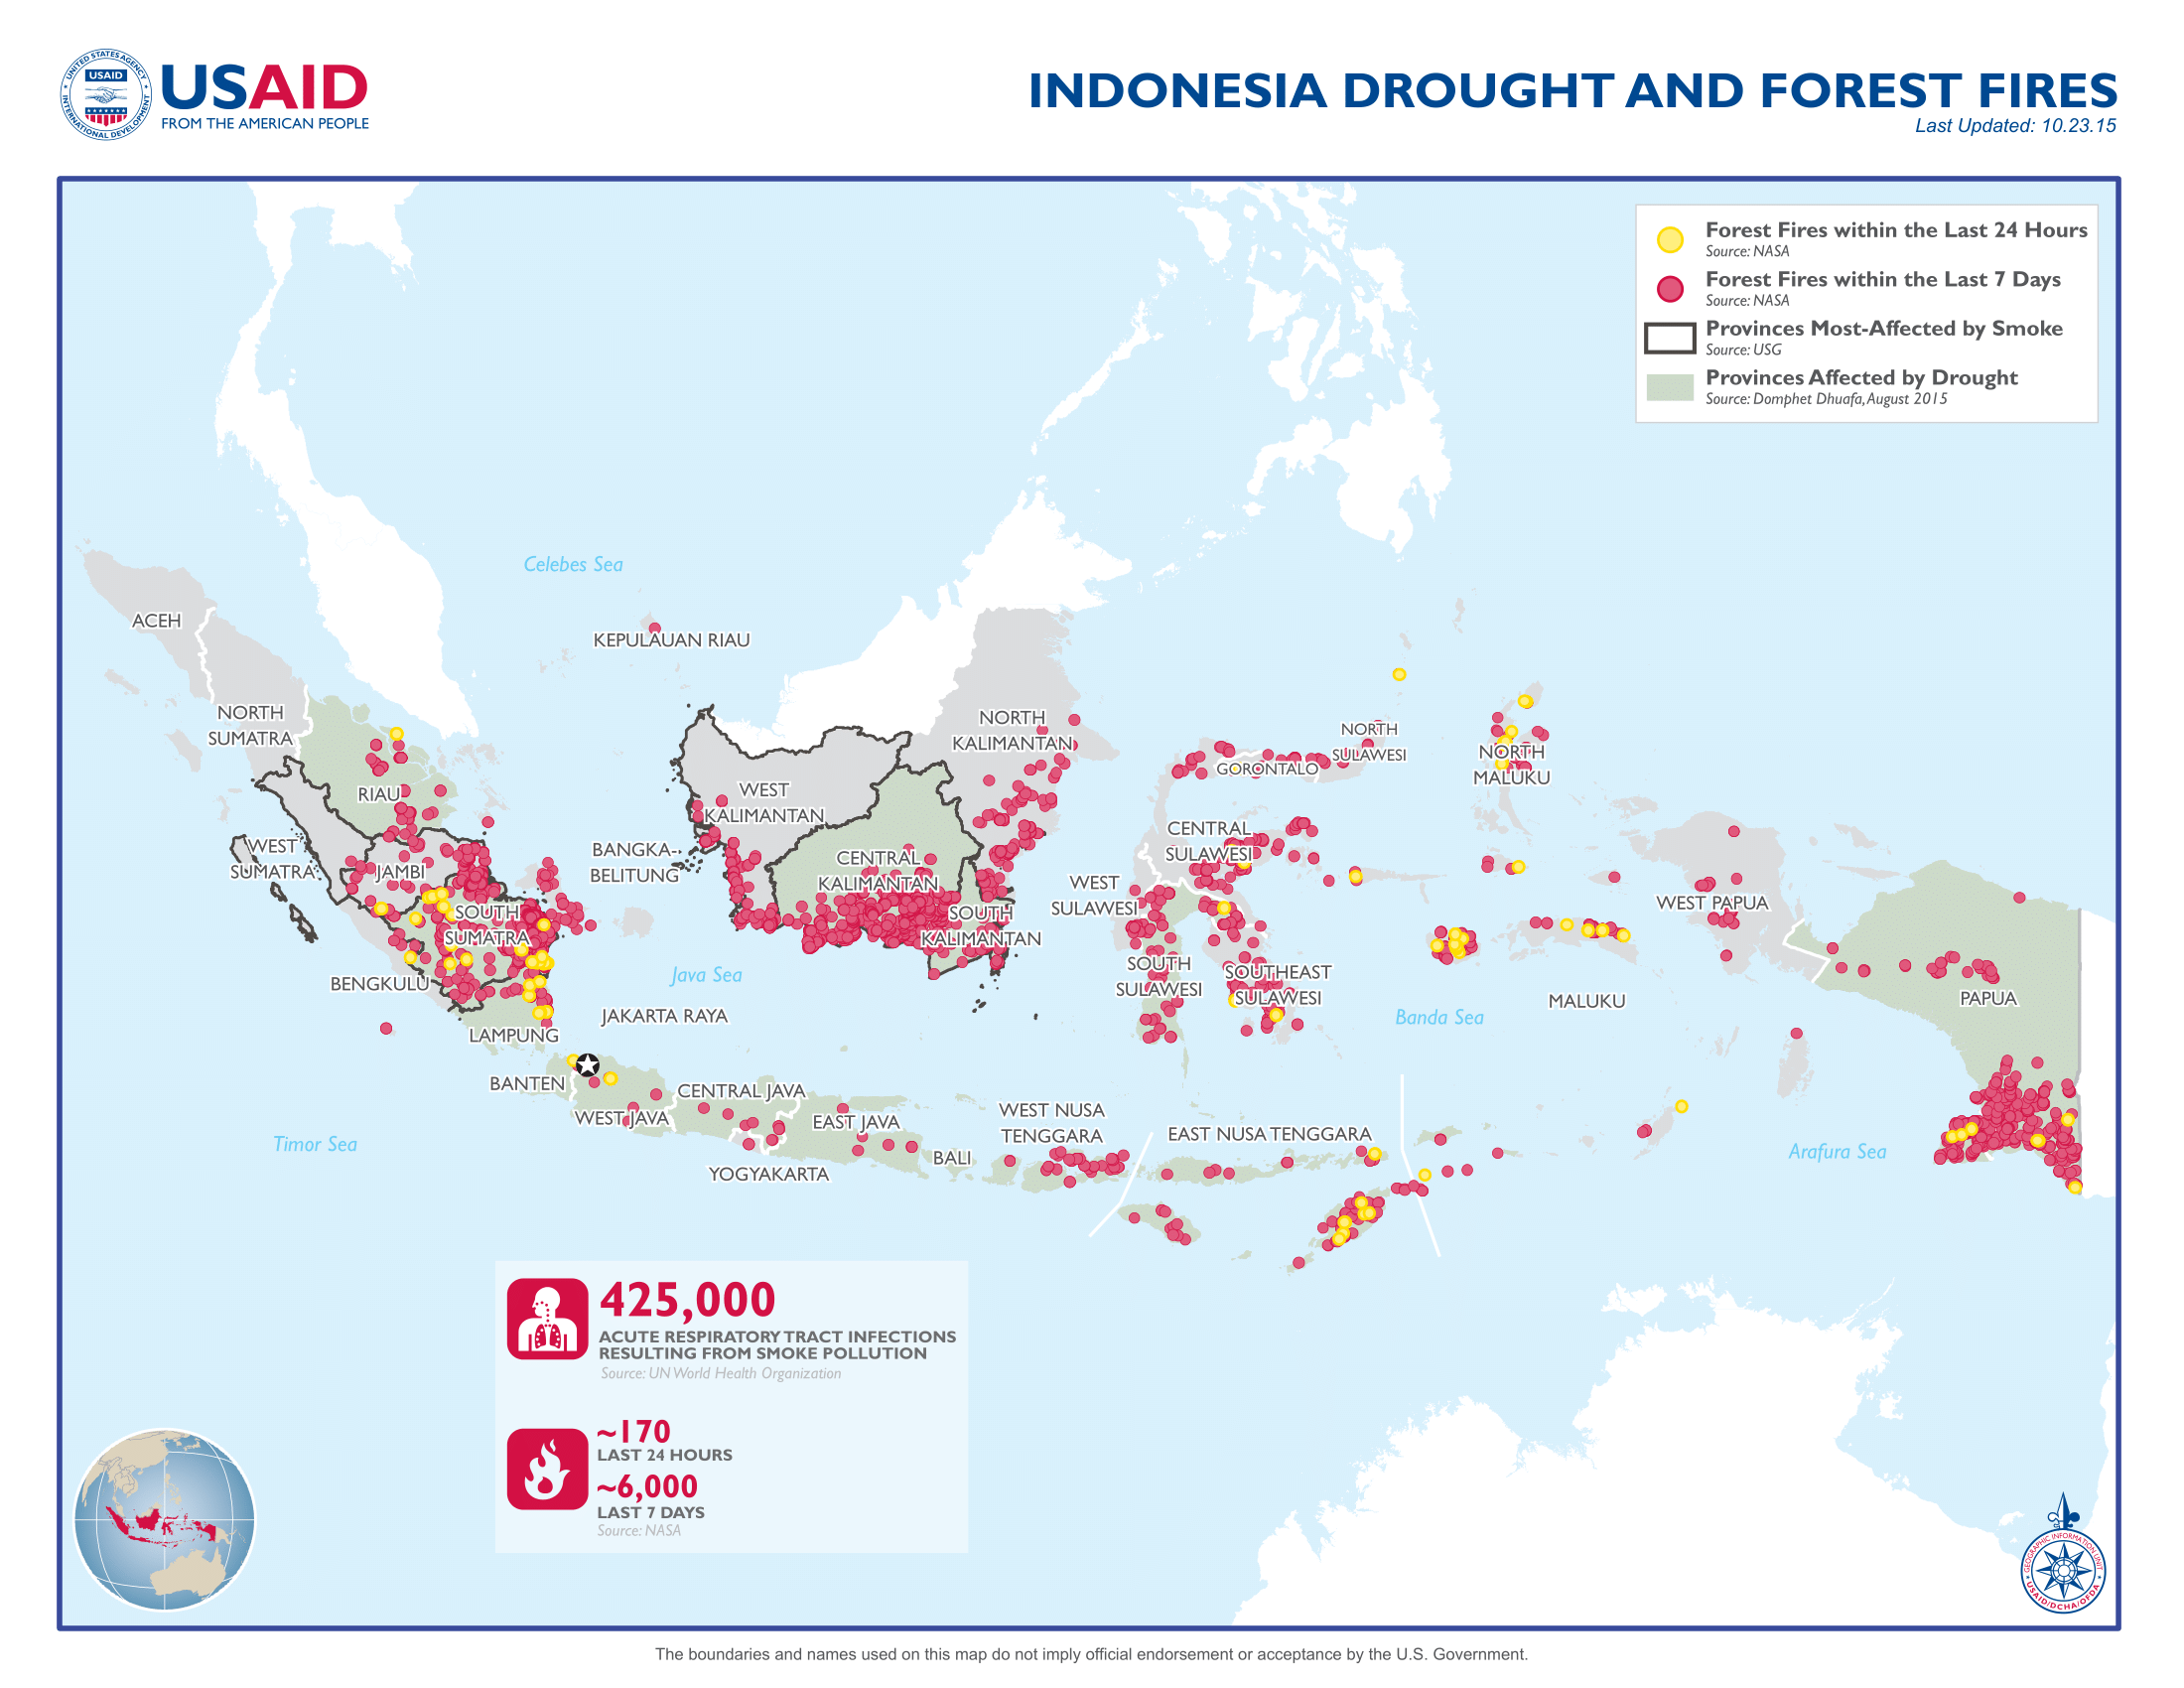 UNITED STATES AGENCY
USAID
INTERNATIONAL DEVELOPMENT
USAID
FROM THE AMERICAN PEOPLE
INDONESIA DROUGHT AND FOREST FIRES
Last Updated: 10.23.15
Forest Fires within the Last 24 Hours
Source: NASA
Forest Fires within the Last 7 Days
Source: NASA
Provinces Most-Affected by Smoke
Source: USG
Provinces Affected by Drought
Source: Domphet Dhuafa, August 2015
Celebes Sea
ACEH
KEPULAUAN RIAU
NORTH
SUMATRA
NORTH
KALIMANTAN
NORTH
SULAWESI
GORONTALO
NORTH
MALUKU
RIAU
WEST
KALIMANTAN
WEST
SUMATRA
JAMBI
BANGKA-
BELITUNG
CENTRAL
KALIMANTAN
CENTRAL
SULAWESI
WEST
SULAWESI
WEST PAPUA
SOUTH
SUMATRA
SOUTH
KALIMANTAN
BENGKULU
Java Sea
SOUTH
SULAWESI
SOUTHEAST
SULAWESI
MALUKU
PAPUA
LAMPUNG
JAKARTA RAYA
Banda Sea
BANTEN
WEST JAVA
CENTRAL JAVA
EAST JAVA
WEST NUSA
TENGGARA
EAST NUSA TENGGARA
Timor Sea
YOGYAKARTA
BALI
Arafura Sea
425,000
ACUTE RESPIRATORY TRACT INFECTIONS
RESULTING FROM SMOKE POLLUTION
Source: UN World Health Organization
~170
LAST 24 HOURS
~6,000
LAST 7 DAYS
Source: NASA
GEOGRAPHIC INFORMATION UNIT
USAID/DCHA/OFDA
The boundaries and names used on this map do not imply official endorsement or acceptance by the U.S. Government.